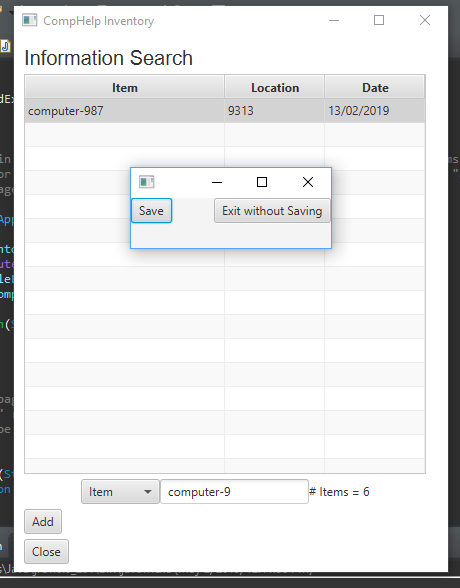 CompHelp Inventory
Information Search
Item Location Date
computer-987 9313 13/02/2019
Save Exit without Saving
Item computer-9 # Items = 6
Add
Close